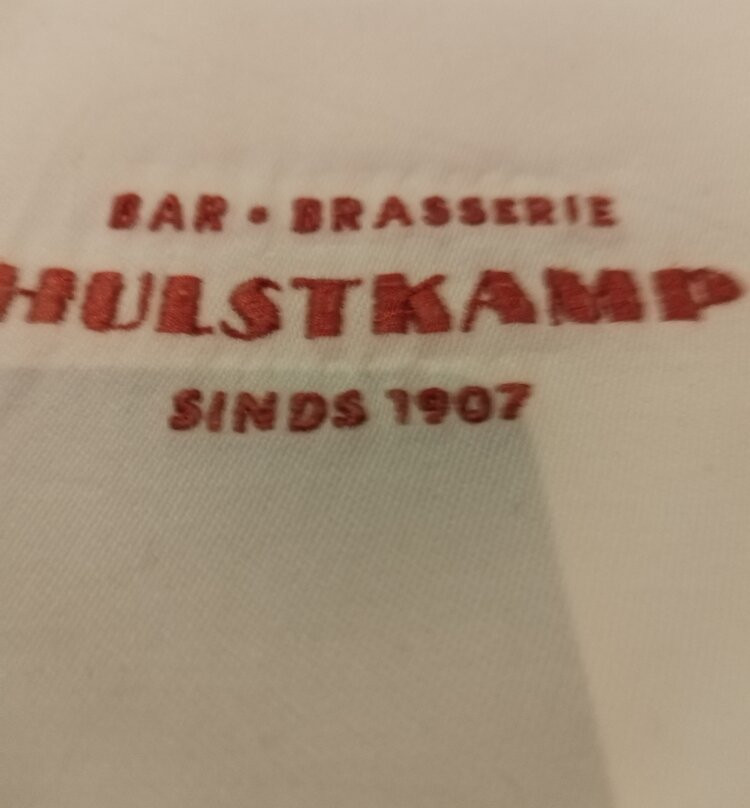 BAR • BRASSERIE
HULSTKAMP
SINDS 1907